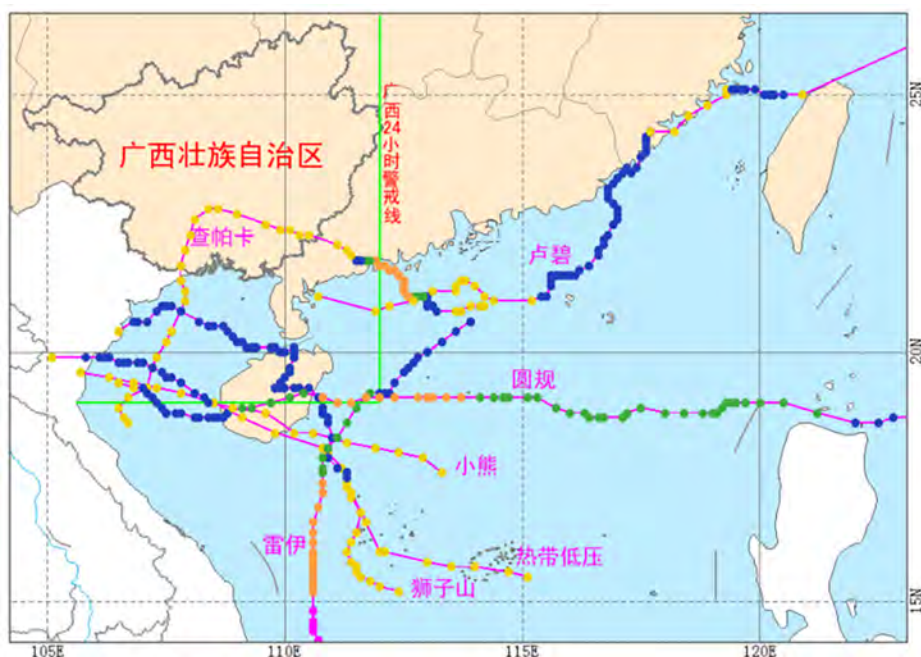 25N
广西壮族自治区
广西24小时警戒线
查帕卡
卢碧
20N
圆规
小熊
雷伊
热带低压
狮子山
15N
105E
110E
115E
120E